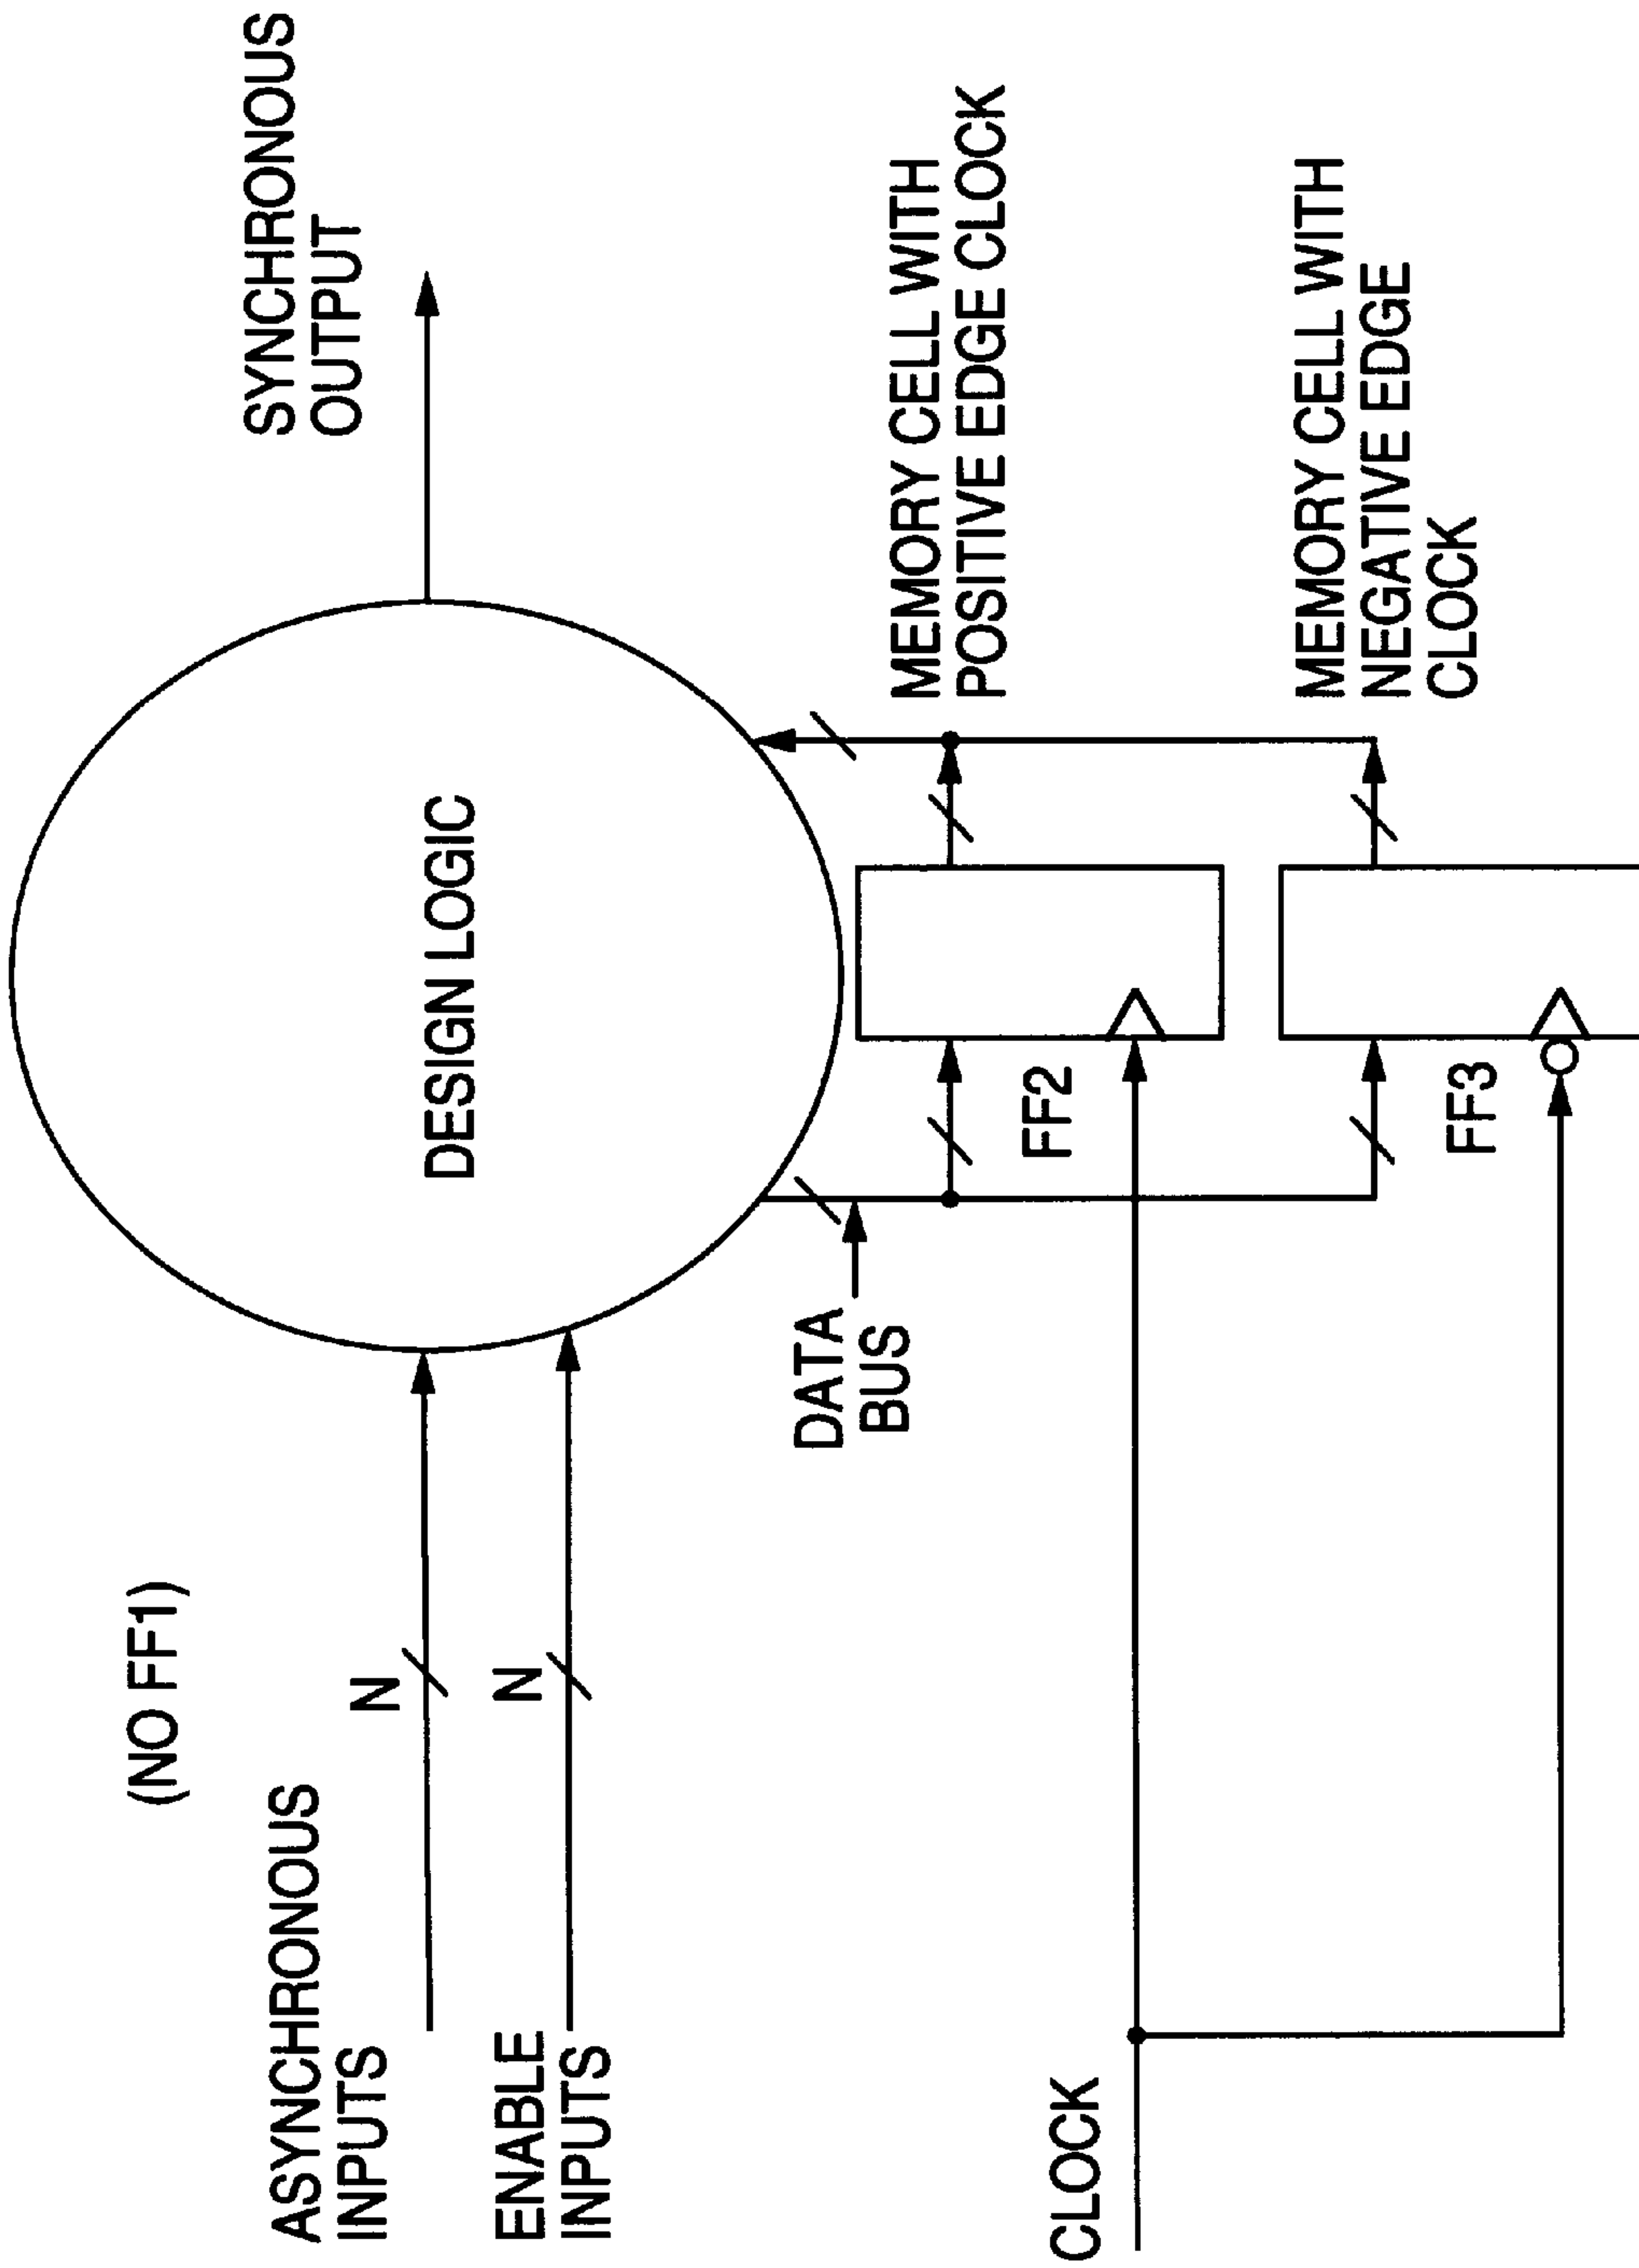 (NO FF1)
ASYNCHRONOUS
INPUTS
N
ENABLE
INPUTS
N
DESIGN LOGIC
SYNCHRONOUS
OUTPUT
DATA
BUS
MEMORY CELL WITH
POSITIVE EDGE CLOCK
FF2
CLOCK
MEMORY CELL WITH
NEGATIVE EDGE
CLOCK
FF3